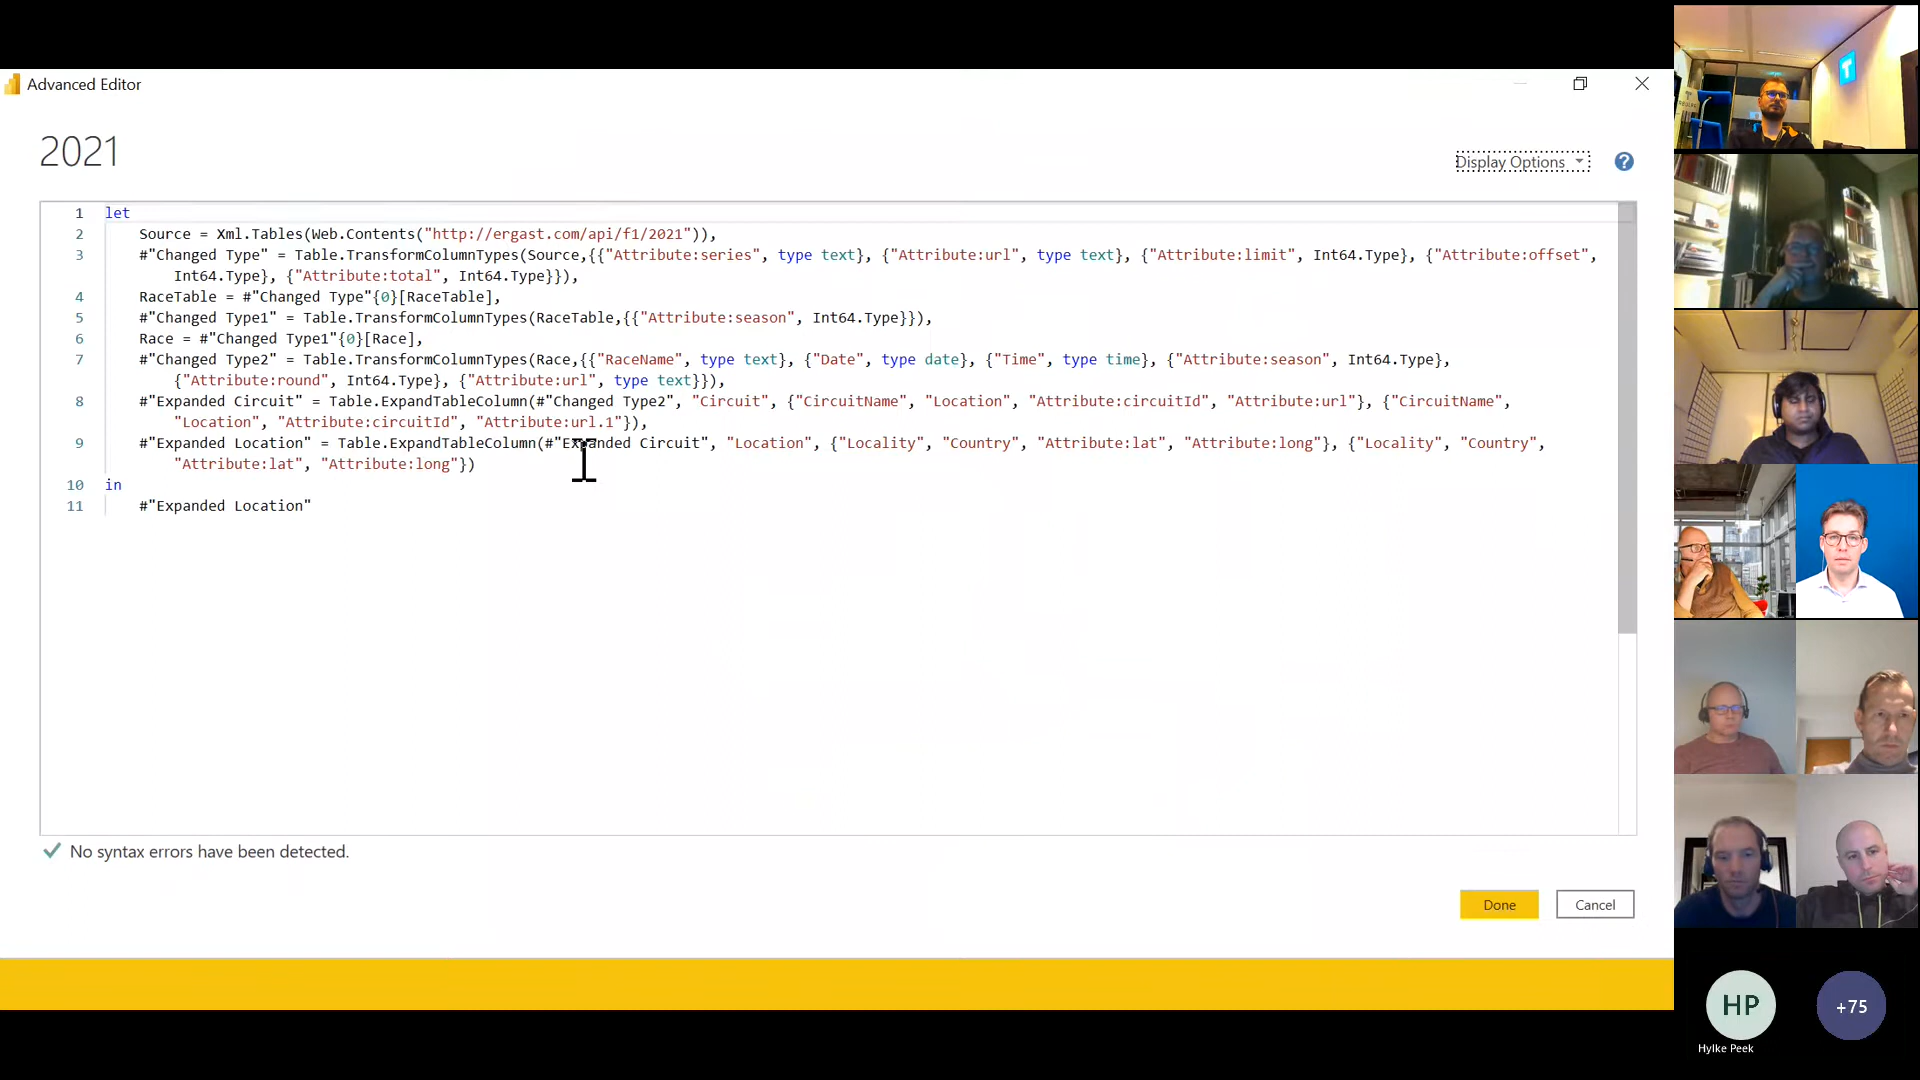 Advanced Editor
2021
Display Options
?
1 let
2 Source = Xml.Tables(Web.Contents("http://ergast.com/api/f1/2021")),
3 #"Changed Type" = Table.TransformColumnTypes(Source,{{"Attribute:series", type text}, {"Attribute:url", type text}, {"Attribute:limit", Int64.Type}, {"Attribute:offset",
Int64.Type}, {"Attribute:total", Int64.Type}}),
4 RaceTable = #"Changed Type"{0}[RaceTable],
5 #"Changed Type1" = Table.TransformColumnTypes(RaceTable,{{"Attribute:season", Int64.Type}}),
6 Race = #"Changed Type1"{0}[Race],
7 #"Changed Type2" = Table.TransformColumnTypes(Race,{{"RaceName", type text}, {"Date", type date}, {"Time", type time}, {"Attribute:season", Int64.Type},
{"Attribute:round", Int64.Type}, {"Attribute:url", type text}}),
8 #"Expanded Circuit" = Table.ExpandTableColumn(#"Changed Type2", "Circuit", {"CircuitName", "Location", "Attribute:circuitId", "Attribute:url"}, {"CircuitName",
"Location", "Attribute:circuitId", "Attribute:url.1"}),
9 #"Expanded Location" = Table.ExpandTableColumn(#"Expanded Circuit", "Location", {"Locality", "Country", "Attribute:lat", "Attribute:long"}, {"Locality", "Country",
"Attribute:lat", "Attribute:long"})
10 in
11 #"Expanded Location"
No syntax errors have been detected.
Done
Cancel
HP
+75
Hylke Peek